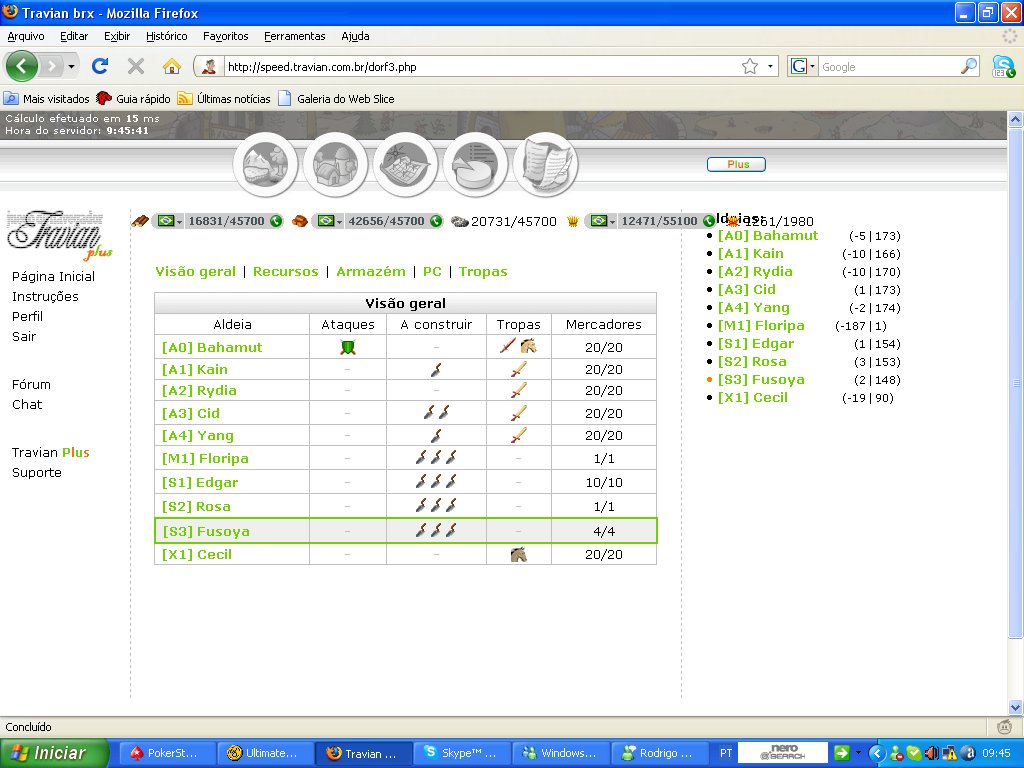 Travian brx - Mozilla Firefox
Arquivo Editar Exibir Histórico Favoritos Ferramentas Ajuda
http://speed.travian.com.br/dorf3.php
Google
Mais visitados Guia rápido Últimas notícias Galeria do Web Slice
Cálculo efetuado em 15 ms
Hora do servidor: 9:45:41
Plus
Travian plus
16831/45700 42656/45700 20731/45700 12471/55100 1261/1980
Ideias:
Página Inicial
Instruções
Perfil
Sair
Fórum
Chat
Travian Plus
Suporte
Visão geral | Recursos | Armazém | PC | Tropas
Visão geral
Aldeia Ataques A construir Tropas Mercadores
[A0] Bahamut - 20/20
[A1] Kain - 20/20
[A2] Rydia - - 20/20
[A3] Cid - 20/20
[A4] Yang - 20/20
[M1] Floripa - - 1/1
[S1] Edgar - - 10/10
[S2] Rosa - - 1/1
[S3] Fusoya - - 4/4
[X1] Cecil - - 20/20
[A0] Bahamut (-5|173)
[A1] Kain (-10|166)
[A2] Rydia (-10|170)
[A3] Cid (1|173)
[A4] Yang (-2|174)
[M1] Floripa (-187|1)
[S1] Edgar (1|154)
[S2] Rosa (3|153)
[S3] Fusoya (2|148)
[X1] Cecil (-19|90)
Concluído
Iniciar PokerSt... Ultimate... Travian ... Skype™ ... Windows... Rodrigo ... PT nero SEARCH 09:45